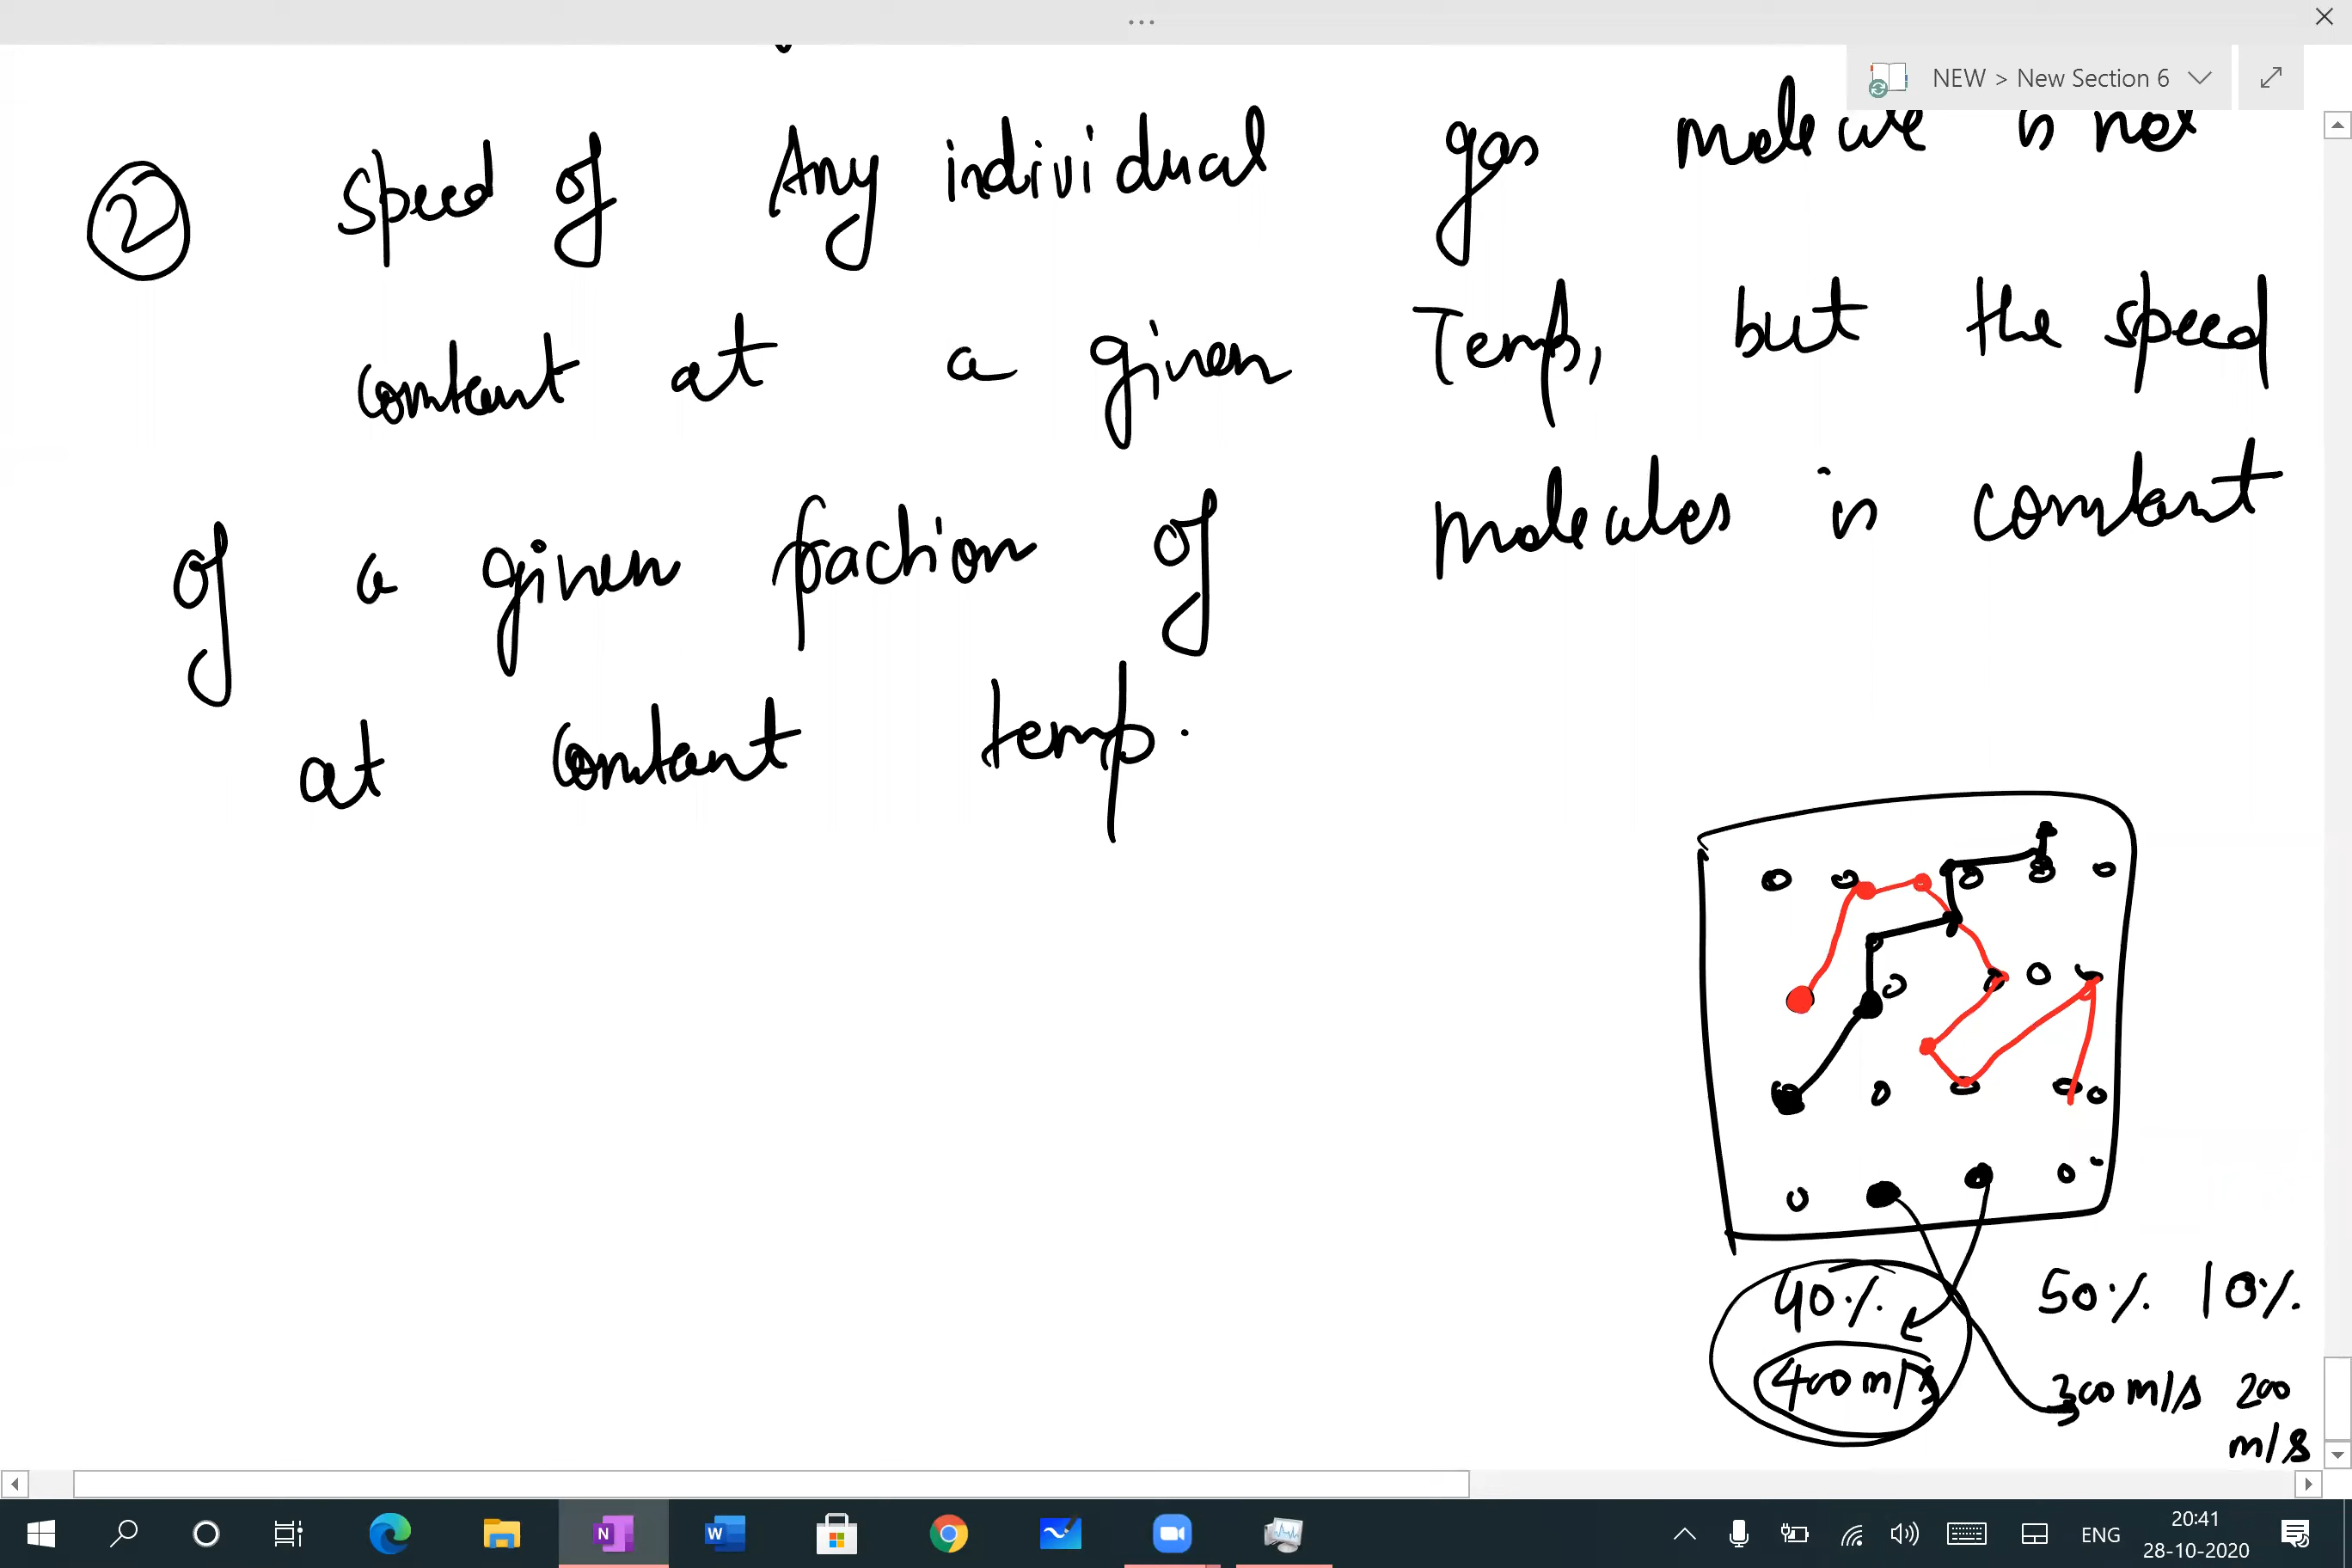 ...
NEW > New Section 6
② Speed of Any individual gas molecule is not
constant at a given Temp, but the speed
of a given fraction of molecules is constant
at constant temp.
40% 50% 10%
400 m/s 300 m/s 200
m/s
ENG
20:41
28-10-2020